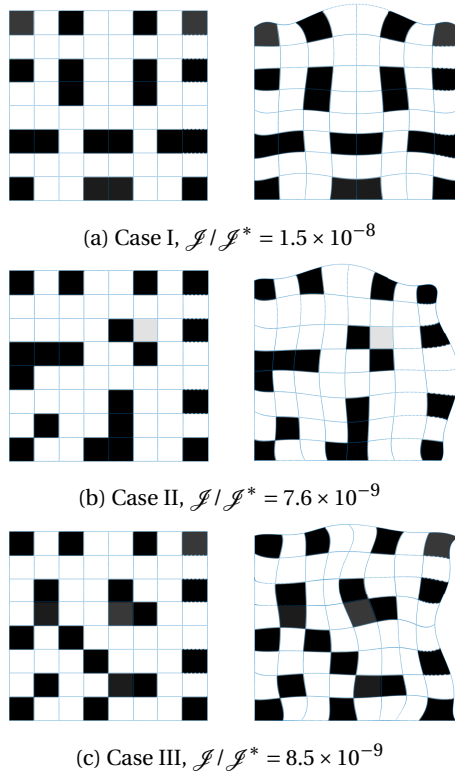 (a) Case I, 𝒥/𝒥* = 1.5 × 10⁻⁸
(b) Case II, 𝒥/𝒥* = 7.6 × 10⁻⁹
(c) Case III, 𝒥/𝒥* = 8.5 × 10⁻⁹